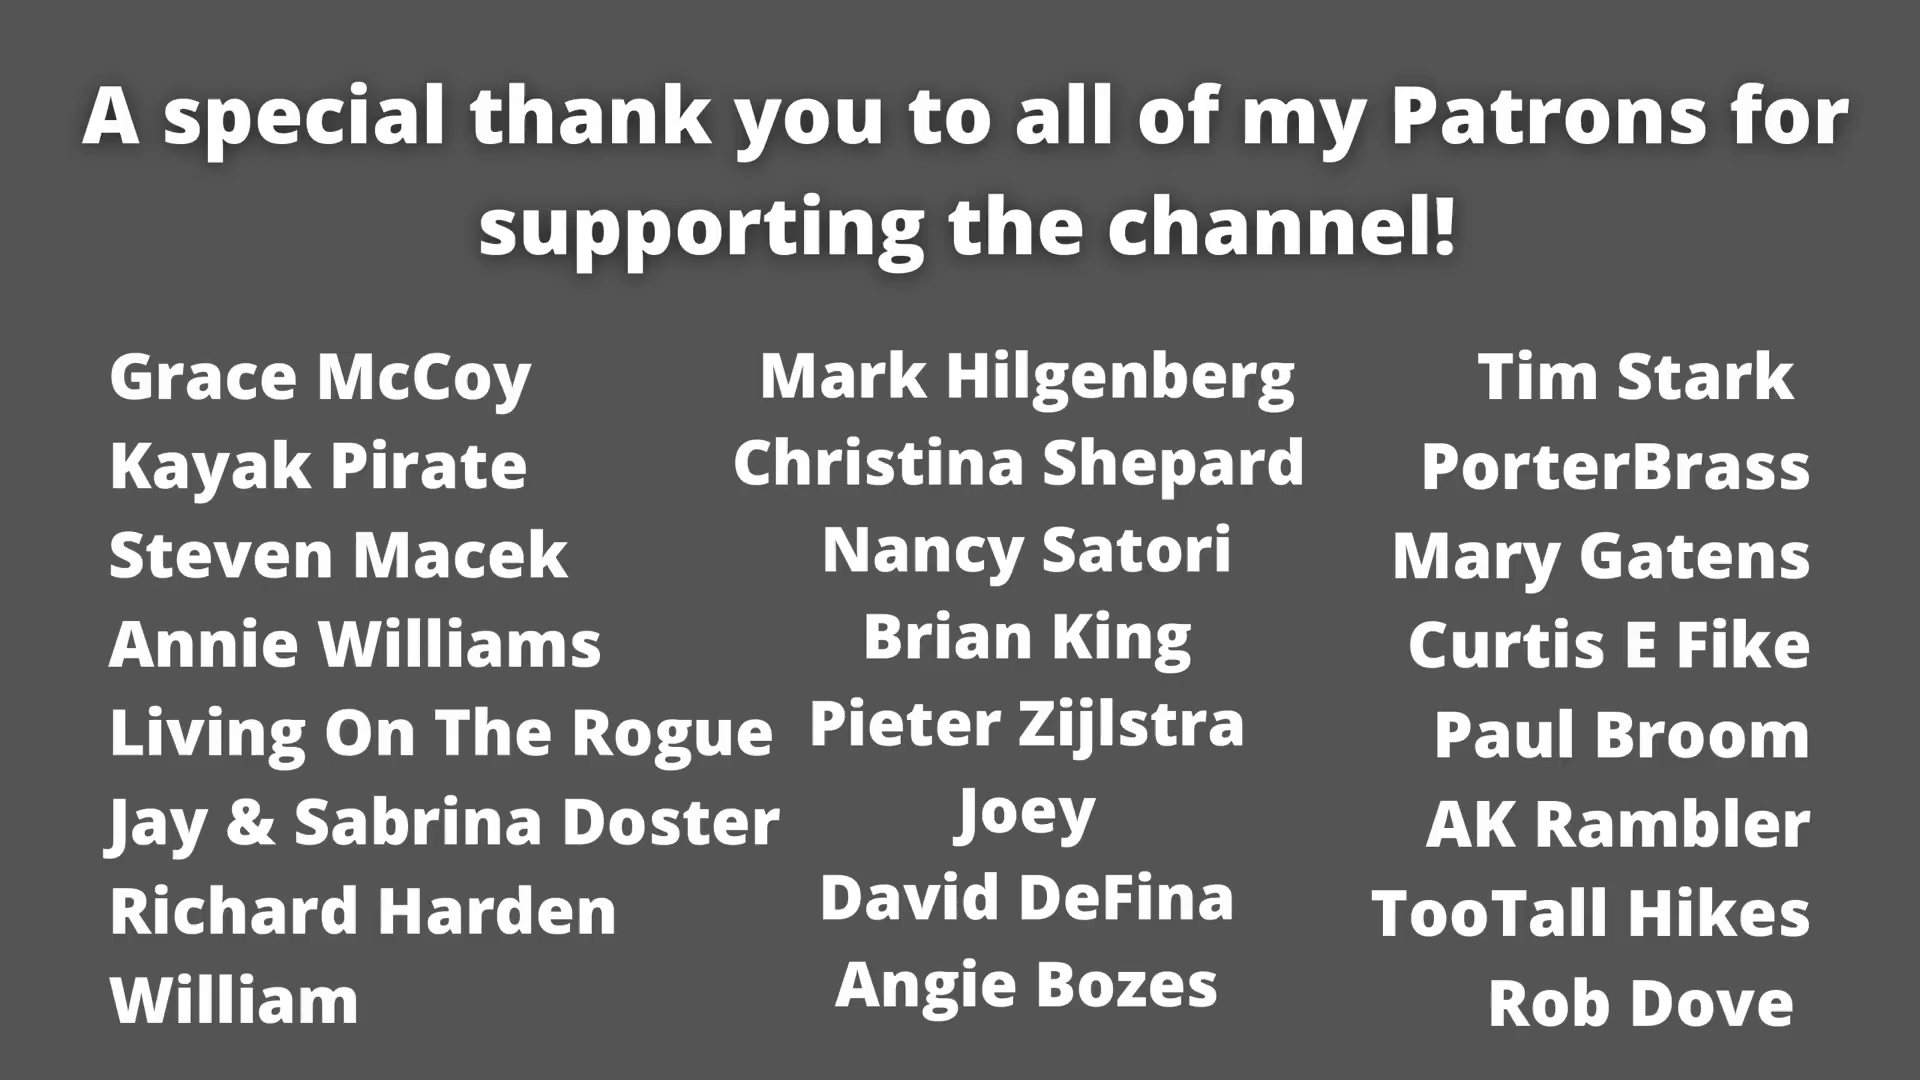 A special thank you to all of my Patrons for
supporting the channel!
Grace McCoy
Kayak Pirate
Steven Macek
Annie Williams
Living On The Rogue
Jay & Sabrina Doster
Richard Harden
William
Mark Hilgenberg
Christina Shepard
Nancy Satori
Brian King
Pieter Zijlstra
Joey
David DeFina
Angie Bozes
Tim Stark
PorterBrass
Mary Gatens
Curtis E Fike
Paul Broom
AK Rambler
TooTall Hikes
Rob Dove